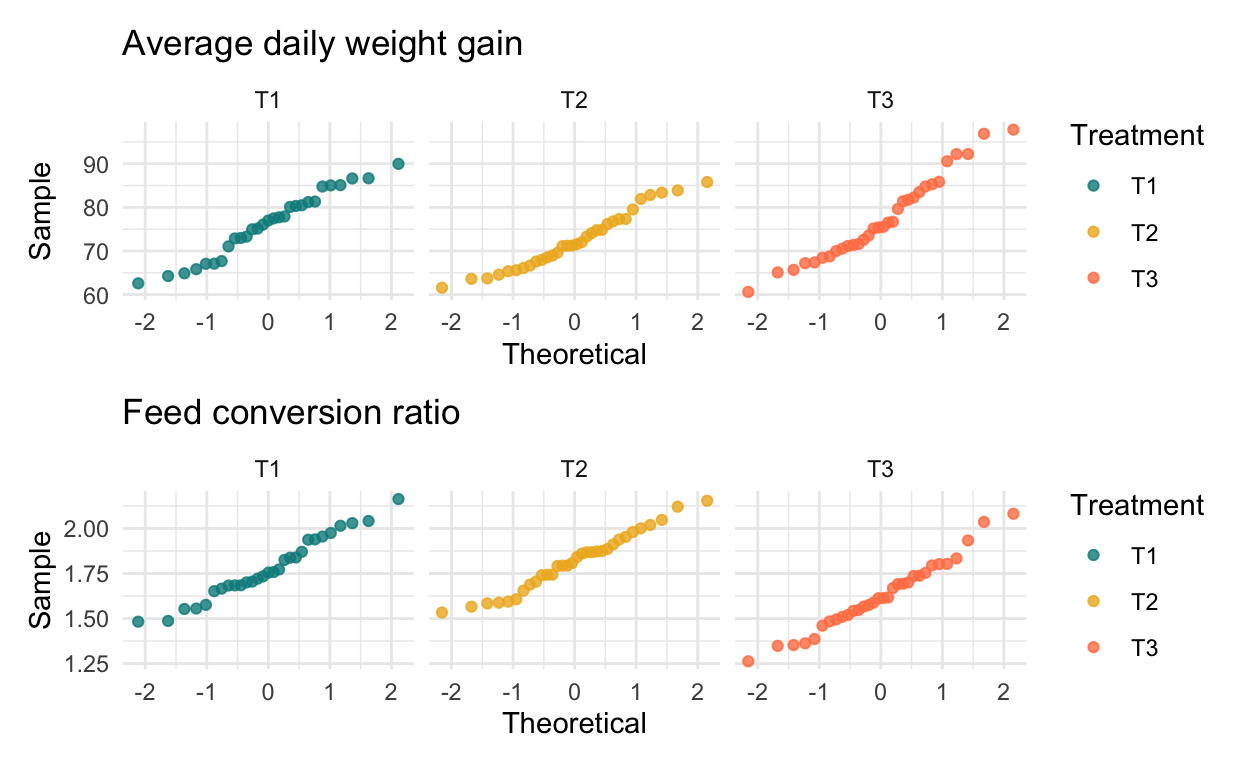 Average daily weight gain
T1 T2 T3
Sample
90
80
70
60
-2 -1 0 1 2 -2 -1 0 1 2 -2 -1 0 1 2
Theoretical
Treatment
T1
T2
T3
Feed conversion ratio
T1 T2 T3
Sample
2.00
1.75
1.50
1.25
-2 -1 0 1 2 -2 -1 0 1 2 -2 -1 0 1 2
Theoretical
Treatment
T1
T2
T3